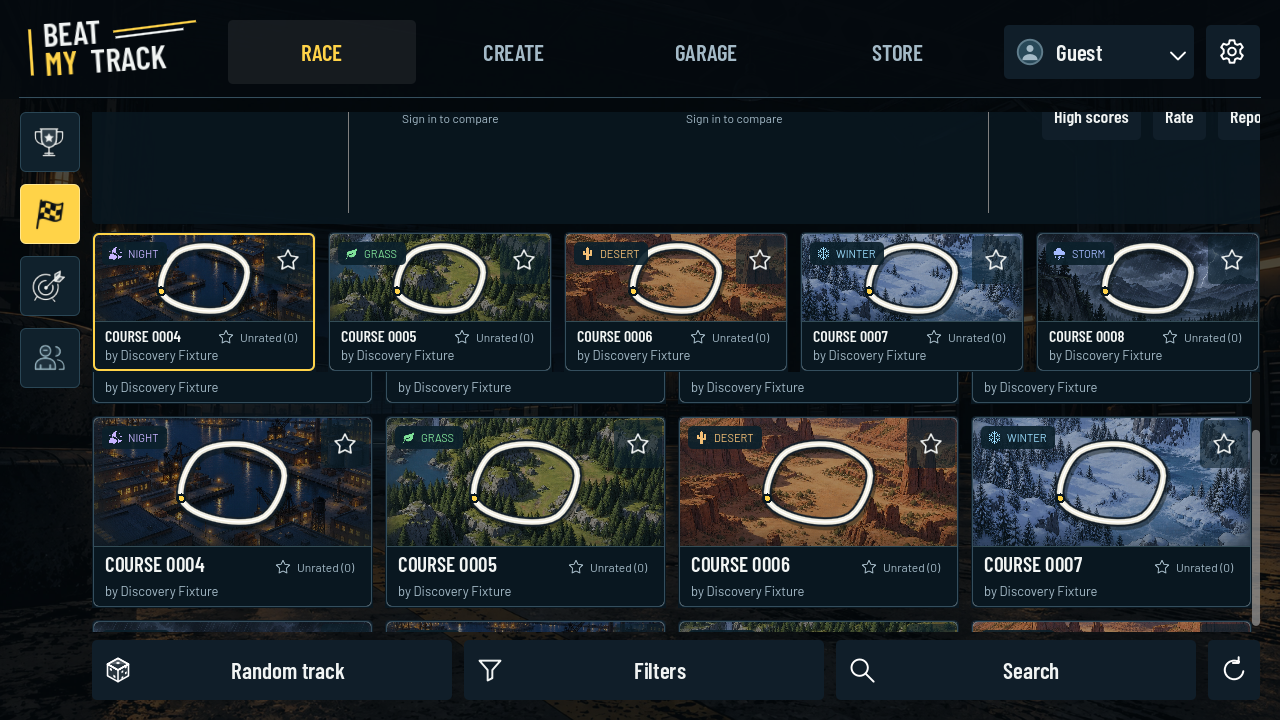 BEAT
MY TRACK
RACE
CREATE
GARAGE
STORE
Guest
Sign in to compare
Sign in to compare
High scores
Rate
Repo
NIGHT
GRASS
DESERT
WINTER
STORM
COURSE 0004
Unrated (0)
by Discovery Fixture
COURSE 0005
Unrated (0)
by Discovery Fixture
COURSE 0006
Unrated (0)
by Discovery Fixture
COURSE 0007
Unrated (0)
by Discovery Fixture
COURSE 0008
Unrated (0)
by Discovery Fixture
by Discovery Fixture
by Discovery Fixture
by Discovery Fixture
by Discovery Fixture
NIGHT
GRASS
DESERT
WINTER
COURSE 0004
Unrated (0)
by Discovery Fixture
COURSE 0005
Unrated (0)
by Discovery Fixture
COURSE 0006
Unrated (0)
by Discovery Fixture
COURSE 0007
Unrated (0)
by Discovery Fixture
Random track
Filters
Search